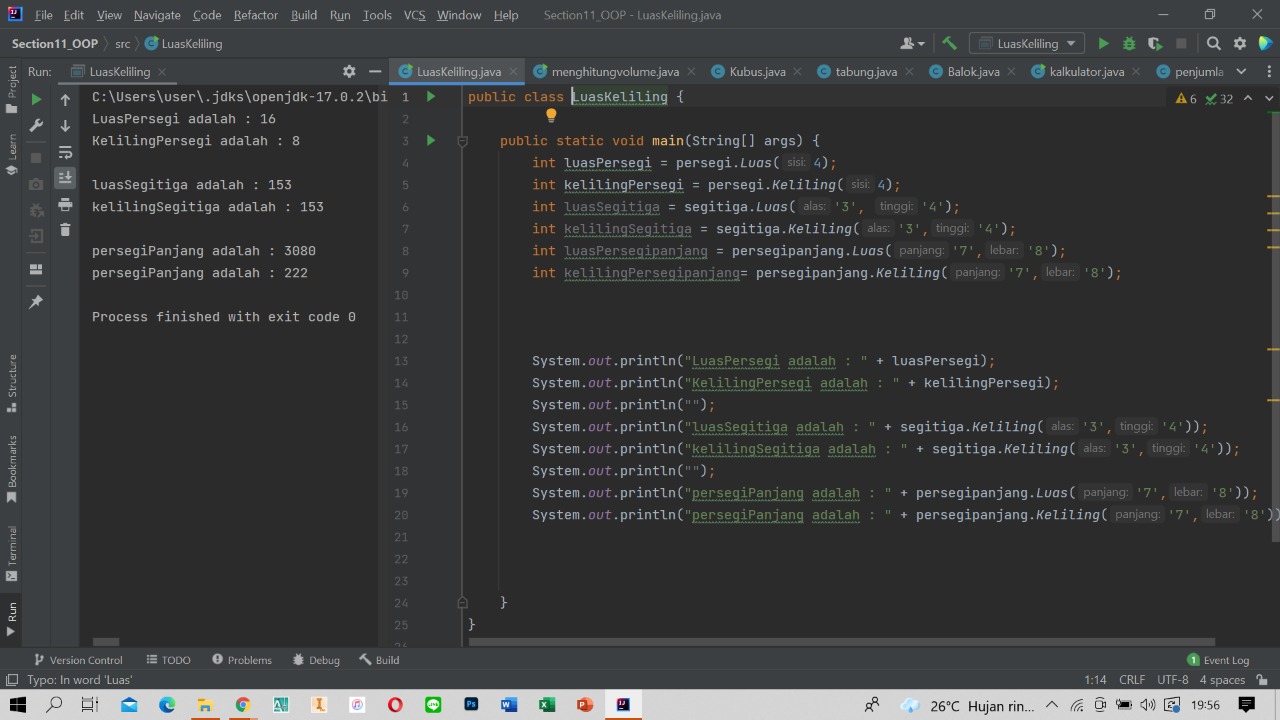 File Edit View Navigate Code Refactor Build Run Tools VCS Window Help Section11_OOP - LuasKeliling.java
Section11_OOP src LuasKeliling LuasKeliling
Project
Learn
Structure
Bookmarks
Terminal
Run
Run: LuasKeliling
C:\Users\user\.jdks\openjdk-17.0.2\bi
LuasPersegi adalah : 16
KelilingPersegi adalah : 8
luasSegitiga adalah : 153
kelilingSegitiga adalah : 153
persegiPanjang adalah : 3080
persegiPanjang adalah : 222
Process finished with exit code 0
LuasKeliling.java menghitungvolume.java Kubus.java tabung.java Balok.java kalkulator.java penjumla
6 32
1 public class LuasKeliling {
2
3 public static void main(String[] args) {
4 int luasPersegi = persegi.Luas( sisi: 4);
5 int kelilingPersegi = persegi.Keliling( sisi: 4);
6 int luasSegitiga = segitiga.Luas( alas: '3', tinggi: '4');
7 int kelilingSegitiga = segitiga.Keliling( alas: '3', tinggi: '4');
8 int luasPersegipanjang = persegipanjang.Luas( panjang: '7', lebar: '8');
9 int kelilingPersegipanjang= persegipanjang.Keliling( panjang: '7', lebar: '8');
10
11
12
13 System.out.println("LuasPersegi adalah : " + luasPersegi);
14 System.out.println("KelilingPersegi adalah : " + kelilingPersegi);
15 System.out.println("");
16 System.out.println("luasSegitiga adalah : " + segitiga.Keliling( alas: '3', tinggi: '4'));
17 System.out.println("kelilingSegitiga adalah : " + segitiga.Keliling( alas: '3', tinggi: '4'));
18 System.out.println("");
19 System.out.println("persegiPanjang adalah : " + persegipanjang.Luas( panjang: '7', lebar: '8'));
20 System.out.println("persegiPanjang adalah : " + persegipanjang.Keliling( panjang: '7', lebar: '8'))
21
22
23
24 }
25 }
Version Control TODO Problems Debug Build 1 Event Log
Typo: In word 'Luas' 1:14 CRLF UTF-8 4 spaces
26°C Hujan rin... 19:56